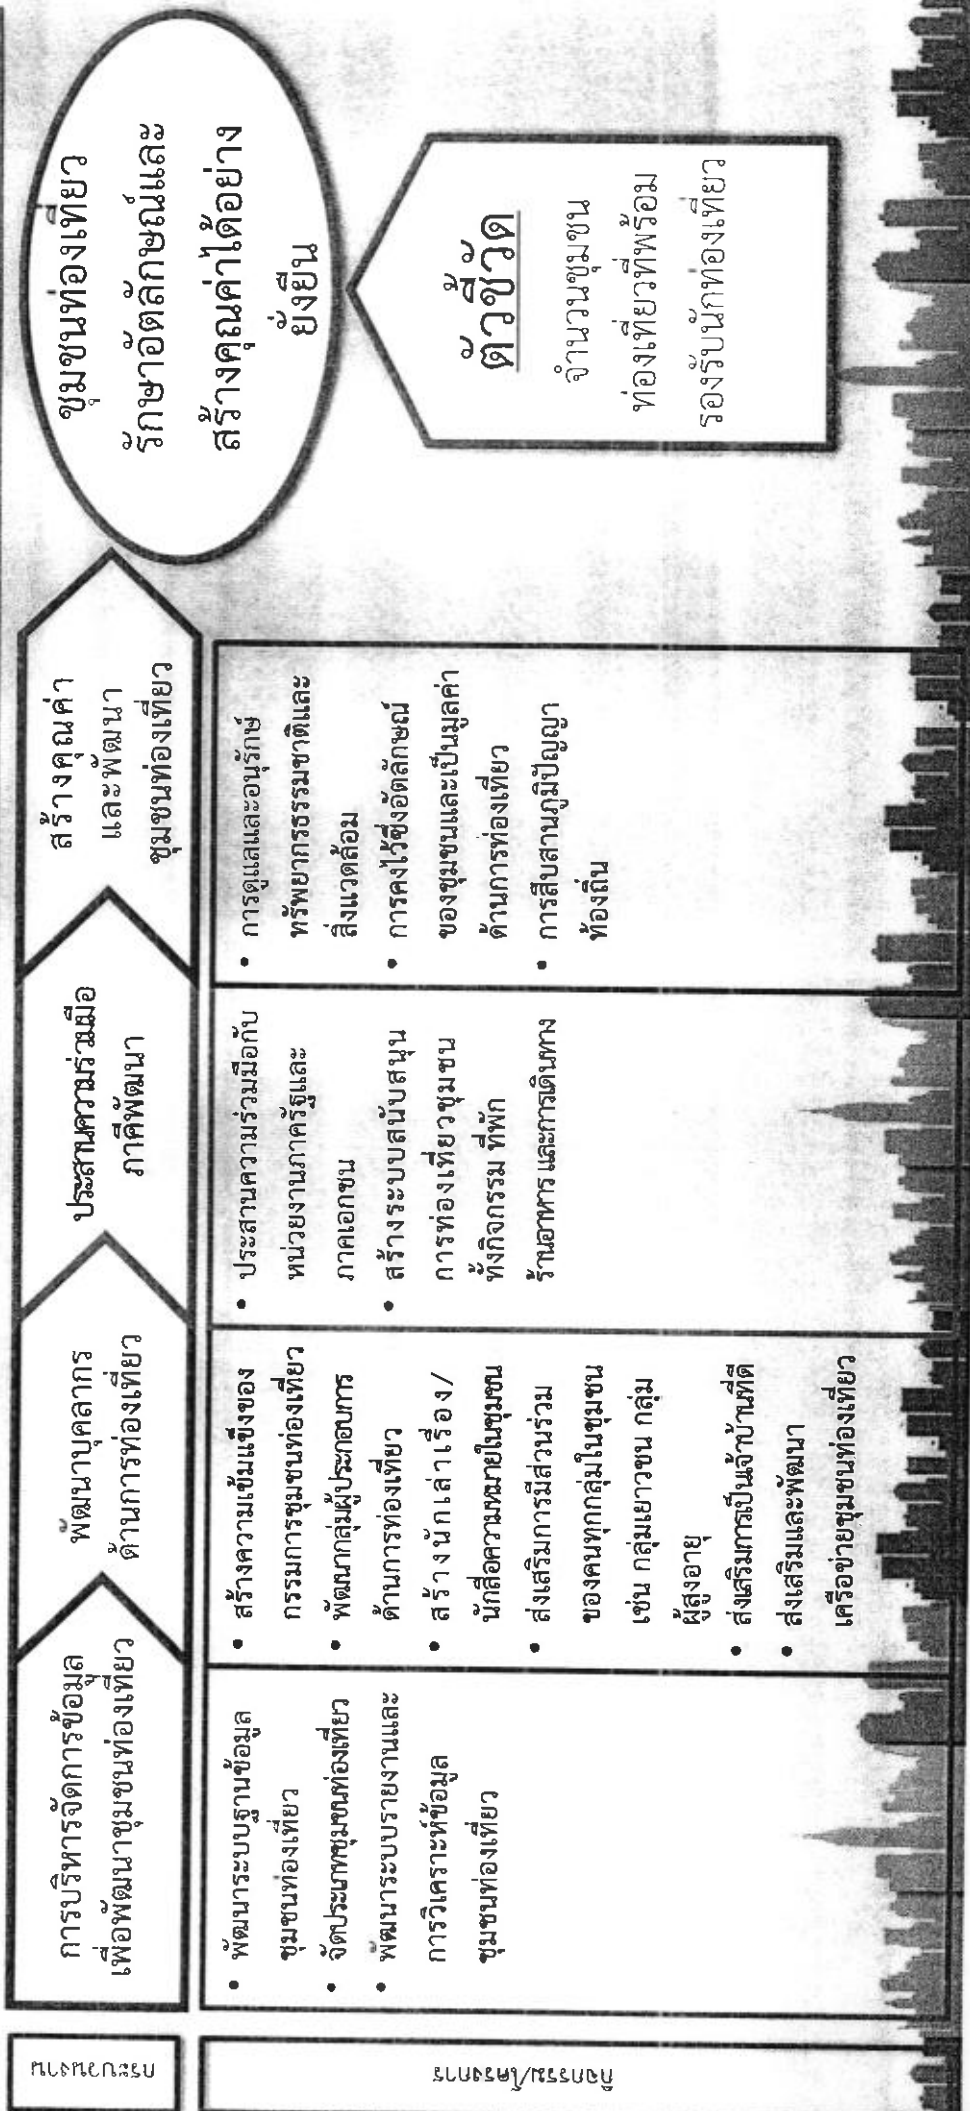 กระบวนงาน
การบริหารจัดการข้อมูล
เพื่อพัฒนาชุมชนท่องเที่ยว
พัฒนาบุคลากร
ด้านการท่องเที่ยว
ประสานความร่วมมือ
ภาคีพัฒนา
สร้างคุณค่า
และพัฒนา
ชุมชนท่องเที่ยว
ชุมชนท่องเที่ยว
รักษาอัตลักษณ์และ
สร้างคุณค่าได้อย่าง
ยั่งยืน
กิจกรรม/โครงการ
• พัฒนาระบบฐานข้อมูล
ชุมชนท่องเที่ยว
• จัดประเภทชุมชนท่องเที่ยว
• พัฒนาระบบรายงานและ
การวิเคราะห์ข้อมูล
ชุมชนท่องเที่ยว
• สร้างความเข้มแข็งของ
กรรมการชุมชนท่องเที่ยว
• พัฒนากลุ่มผู้ประกอบการ
ด้านการท่องเที่ยว
• สร้างนักเล่าเรื่อง/
นักสื่อความหมายในชุมชน
• ส่งเสริมการมีส่วนร่วม
ของคนทุกกลุ่มในชุมชน
เช่น กลุ่มเยาวชน กลุ่ม
ผู้สูงอายุ
• ส่งเสริมการเป็นเจ้าบ้านที่ดี
• ส่งเสริมและพัฒนา
เครือข่ายชุมชนท่องเที่ยว
• ประสานความร่วมมือกับ
หน่วยงานภาครัฐและ
ภาคเอกชน
• สร้างระบบสนับสนุน
การท่องเที่ยวชุมชน
ทั้งกิจกรรม ที่พัก
ร้านอาหาร และการเดินทาง
• การดูแลและอนุรักษ์
ทรัพยากรธรรมชาติและ
สิ่งแวดล้อม
• การคงไว้ซึ่งอัตลักษณ์
ของชุมชนและเป็นมูลค่า
ด้านการท่องเที่ยว
• การสืบสานภูมิปัญญา
ท้องถิ่น
ตัวชี้วัด
จำนวนชุมชน
ท่องเที่ยวที่พร้อม
รองรับนักท่องเที่ยว